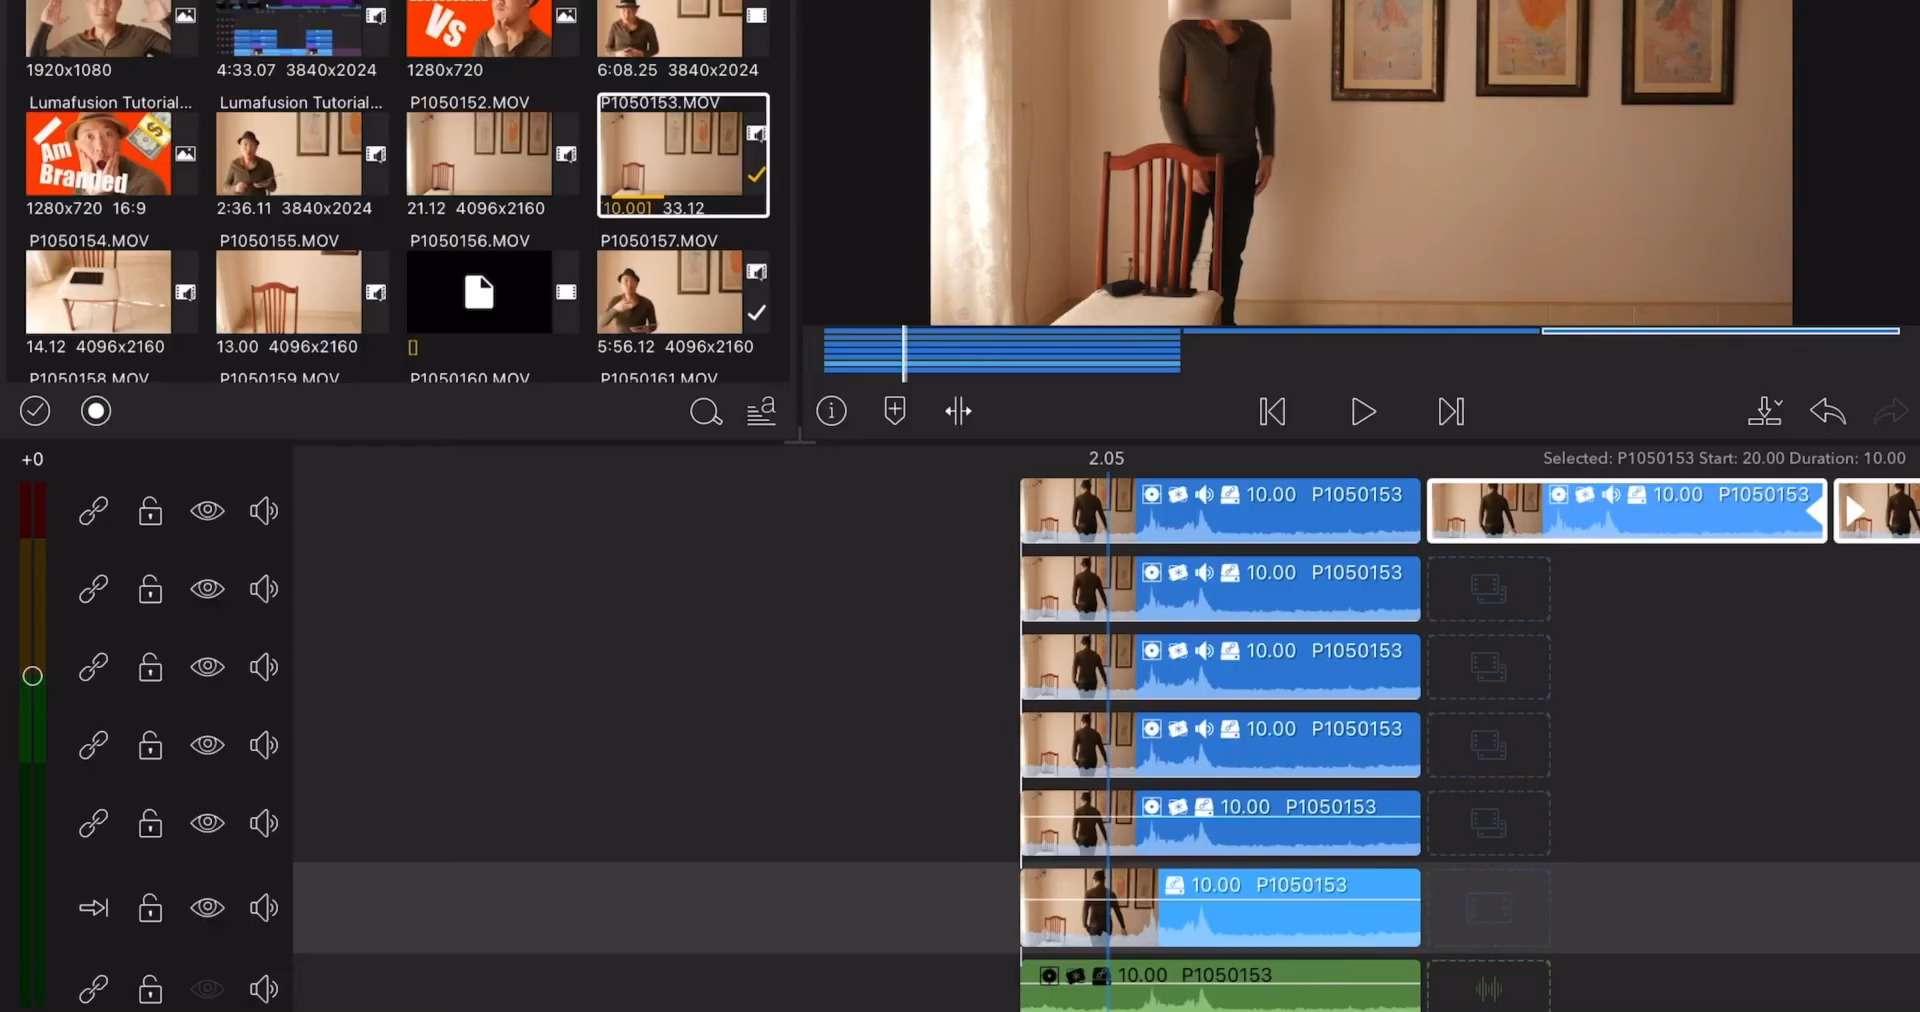 Vs
1920x1080
4:33.07 3840x2024
1280x720
6:08.25 3840x2024
Lumafusion Tutorial...
Lumafusion Tutorial...
P1050152.MOV
P1050153.MOV
I
Am
Branded
$
1280x720 16:9
2:36.11 3840x2024
21.12 4096x2160
[10.00] 33.12
P1050154.MOV
P1050155.MOV
P1050156.MOV
P1050157.MOV
14.12 4096x2160
13.00 4096x2160
[]
5:56.12 4096x2160
P1050158.MOV
P1050159.MOV
P1050160.MOV
P1050161.MOV
a
+0
2.05
Selected: P1050153 Start: 20.00 Duration: 10.00
10.00 P1050153
10.00 P1050153
10.00 P1050153
10.00 P1050153
10.00 P1050153
10.00 P1050153
10.00 P1050153
10.00 P1050153